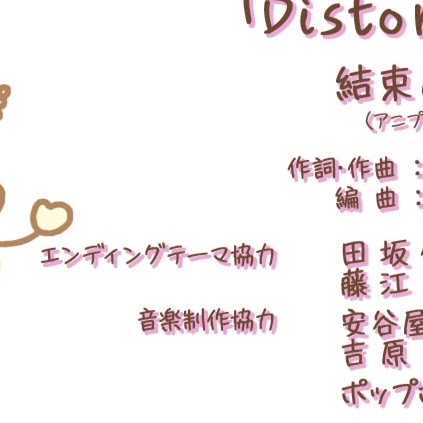 「Distor
結束
(アニプ
作詞・作曲：
編 曲：
エンディングテーマ協力 田 坂
藤 江
音楽制作協力 安谷屋
吉 原
ポップ